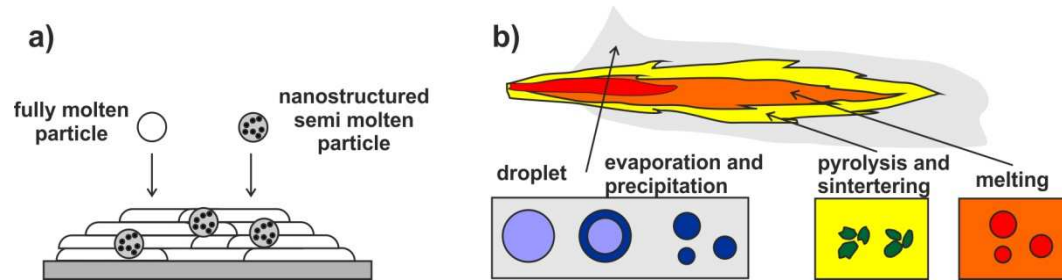 a)
fully molten
particle
nanostructured
semi molten
particle
b)
droplet
evaporation and
precipitation
pyrolysis and
sintertering
melting